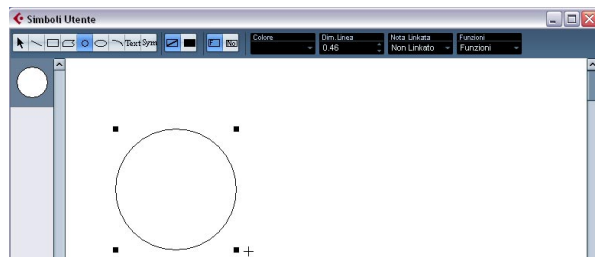 Simboli Utente
Text Sym Colore Dim.Linea Nota Linkata Funzioni
0.46 Non Linkato Funzioni